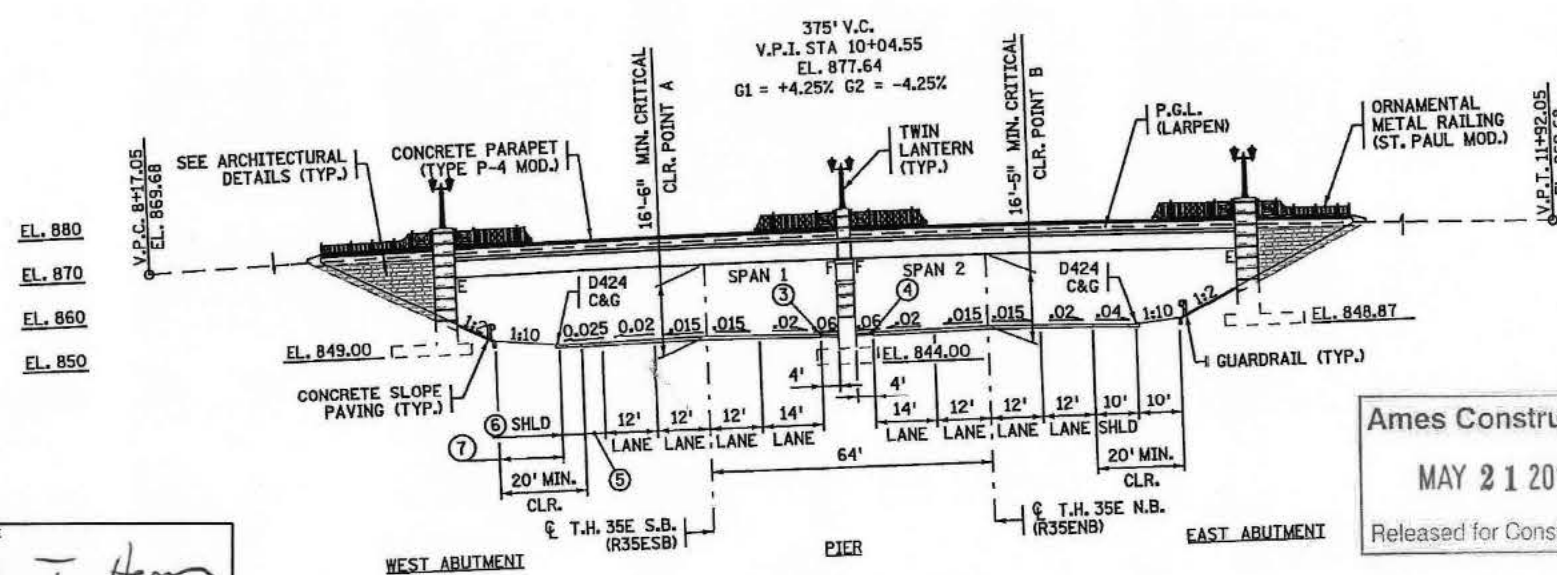 375' V.C.
V.P.I. STA 10+04.55
EL. 877.64
G1 = +4.25% G2 = -4.25%
V.P.C. 8+17.05
EL. 869.68
SEE ARCHITECTURAL
DETAILS (TYP.)
CONCRETE PARAPET
(TYPE P-4 MOD.)
16'-6" MIN. CRITICAL
CLR. POINT A
TWIN
LANTERN
(TYP.)
16'-5" MIN. CRITICAL
CLR. POINT B
P.G.L.
(LARPEN)
ORNAMENTAL
METAL RAILING
(ST. PAUL MOD.)
V.P.T. 11+92.05
EL. 880
EL. 870
EL. 860
EL. 850
E
D424
C&G
SPAN 1
F
F
SPAN 2
D424
C&G
E
3
4
1:2
1:10
0.025
0.02
.015
.015
.02
.06
.06
.02
.015
.015
.02
.04
1:10
1:2
EL. 849.00
EL. 844.00
EL. 848.87
CONCRETE SLOPE
PAVING (TYP.)
GUARDRAIL (TYP.)
4'
4'
6 SHLD
12'
12'
12'
14'
14'
12'
12'
12'
10'
10'
LANE
LANE
LANE
LANE
LANE
LANE
LANE
LANE
SHLD
7
5
64'
20' MIN.
CLR.
20' MIN.
CLR.
℄ T.H. 35E S.B.
(R35ESB)
℄ T.H. 35E N.B.
(R35ENB)
WEST ABUTMENT
PIER
EAST ABUTMENT
Ames Constru
MAY 21 20
Released for Cons